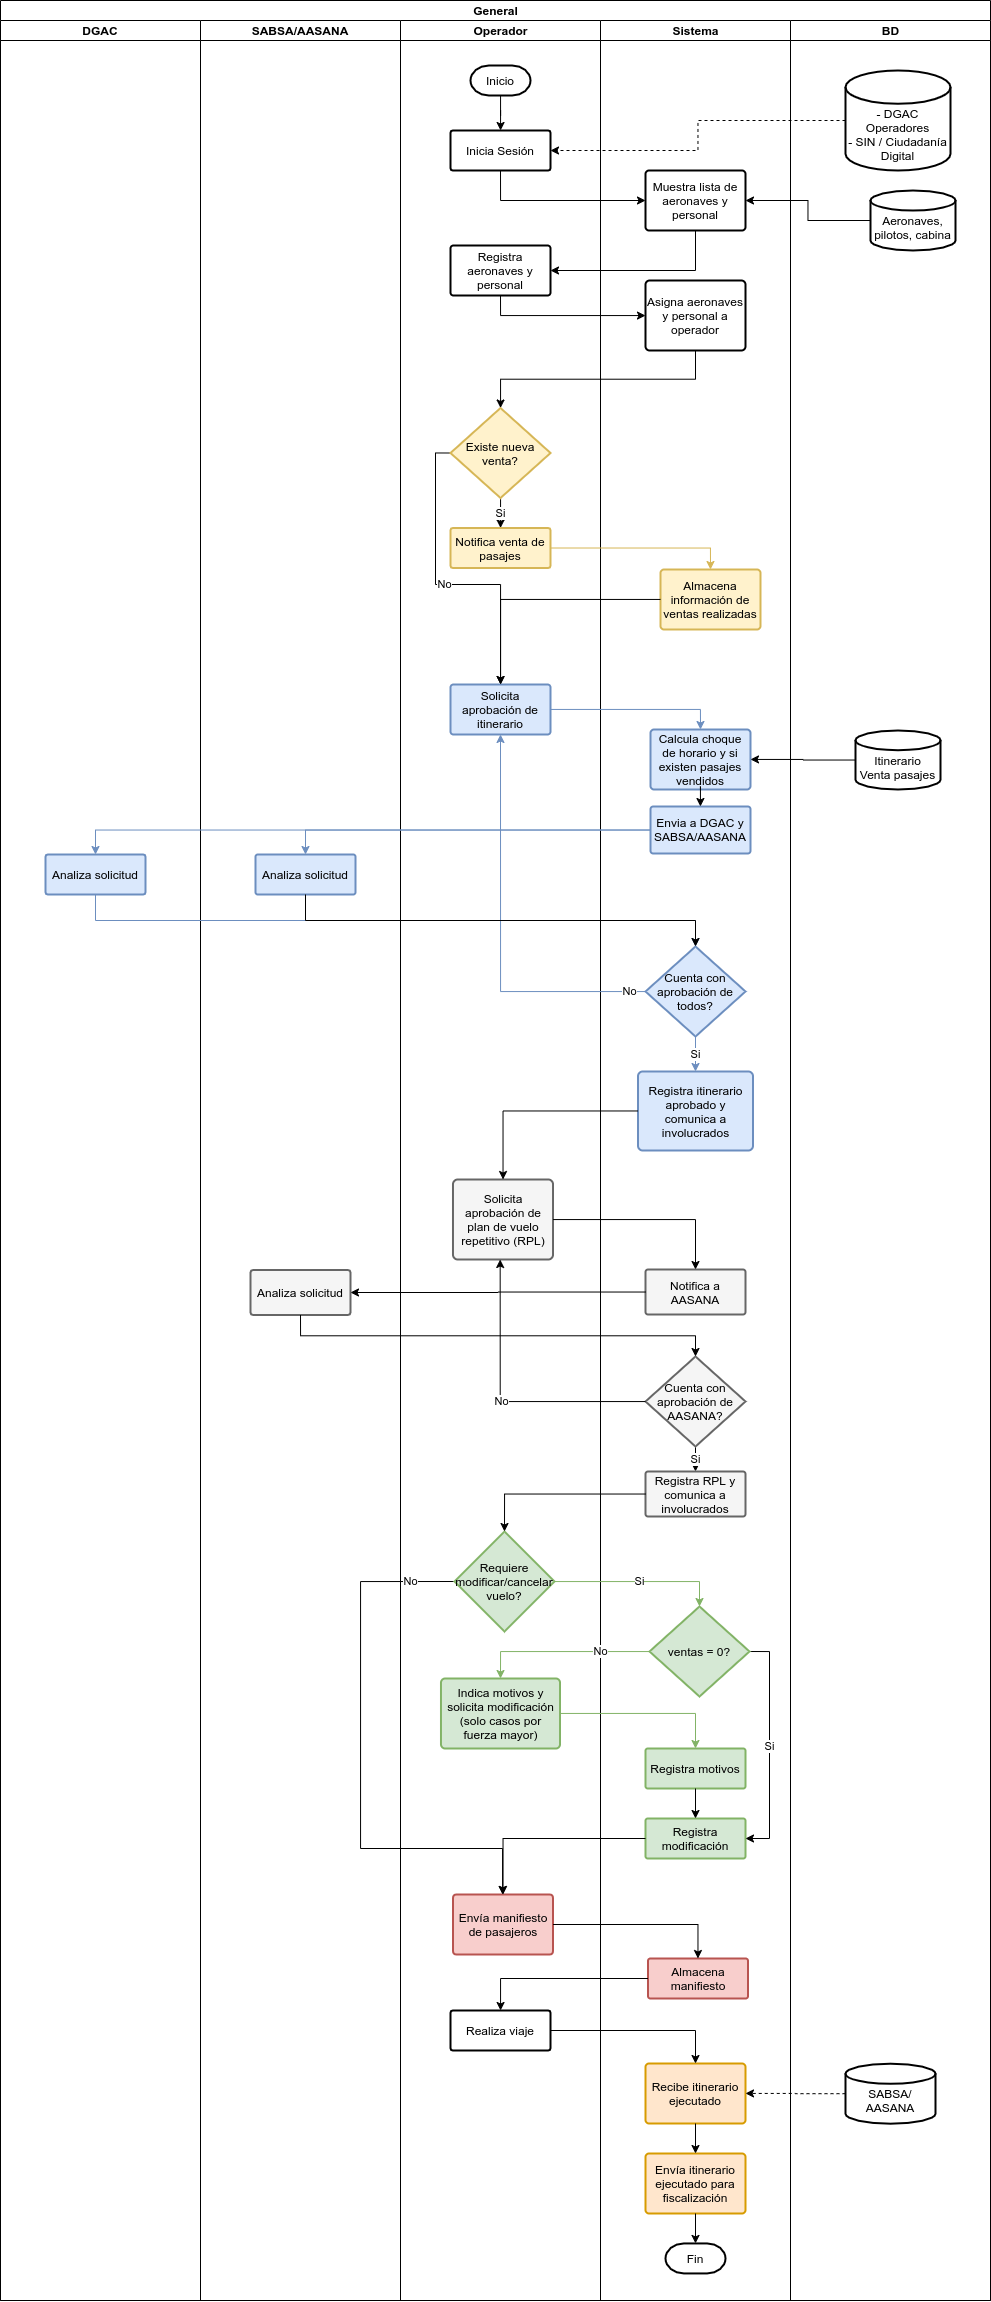 General
DGAC
SABSA/AASANA
Operador
Sistema
BD
Inicio
- DGAC
Operadores
- SIN / Ciudadanía
Digital
Inicia Sesión
Muestra lista de
aeronaves y
personal
Aeronaves,
pilotos, cabina
Registra
aeronaves y
personal
Asigna aeronaves
y personal a
operador
Existe nueva
venta?
Si
Notifica venta de
pasajes
No
Almacena
información de
ventas realizadas
Solicita
aprobación de
itinerario
Calcula choque
de horario y si
existen pasajes
vendidos
Itinerario
Venta pasajes
Envia a DGAC y
SABSA/AASANA
Analiza solicitud
Analiza solicitud
Cuenta con
aprobación de
todos?
No
Si
Registra itinerario
aprobado y
comunica a
involucrados
Solicita
aprobación de
plan de vuelo
repetitivo (RPL)
Notifica a
AASANA
Analiza solicitud
Cuenta con
aprobación de
AASANA?
No
Si
Registra RPL y
comunica a
involucrados
Requiere
modificar/cancelar
vuelo?
No
Si
ventas = 0?
No
Si
Indica motivos y
solicita modificación
(solo casos por
fuerza mayor)
Registra motivos
Registra
modificación
Envía manifiesto
de pasajeros
Almacena
manifiesto
Realiza viaje
Recibe itinerario
ejecutado
SABSA/
AASANA
Envía itinerario
ejecutado para
fiscalización
Fin